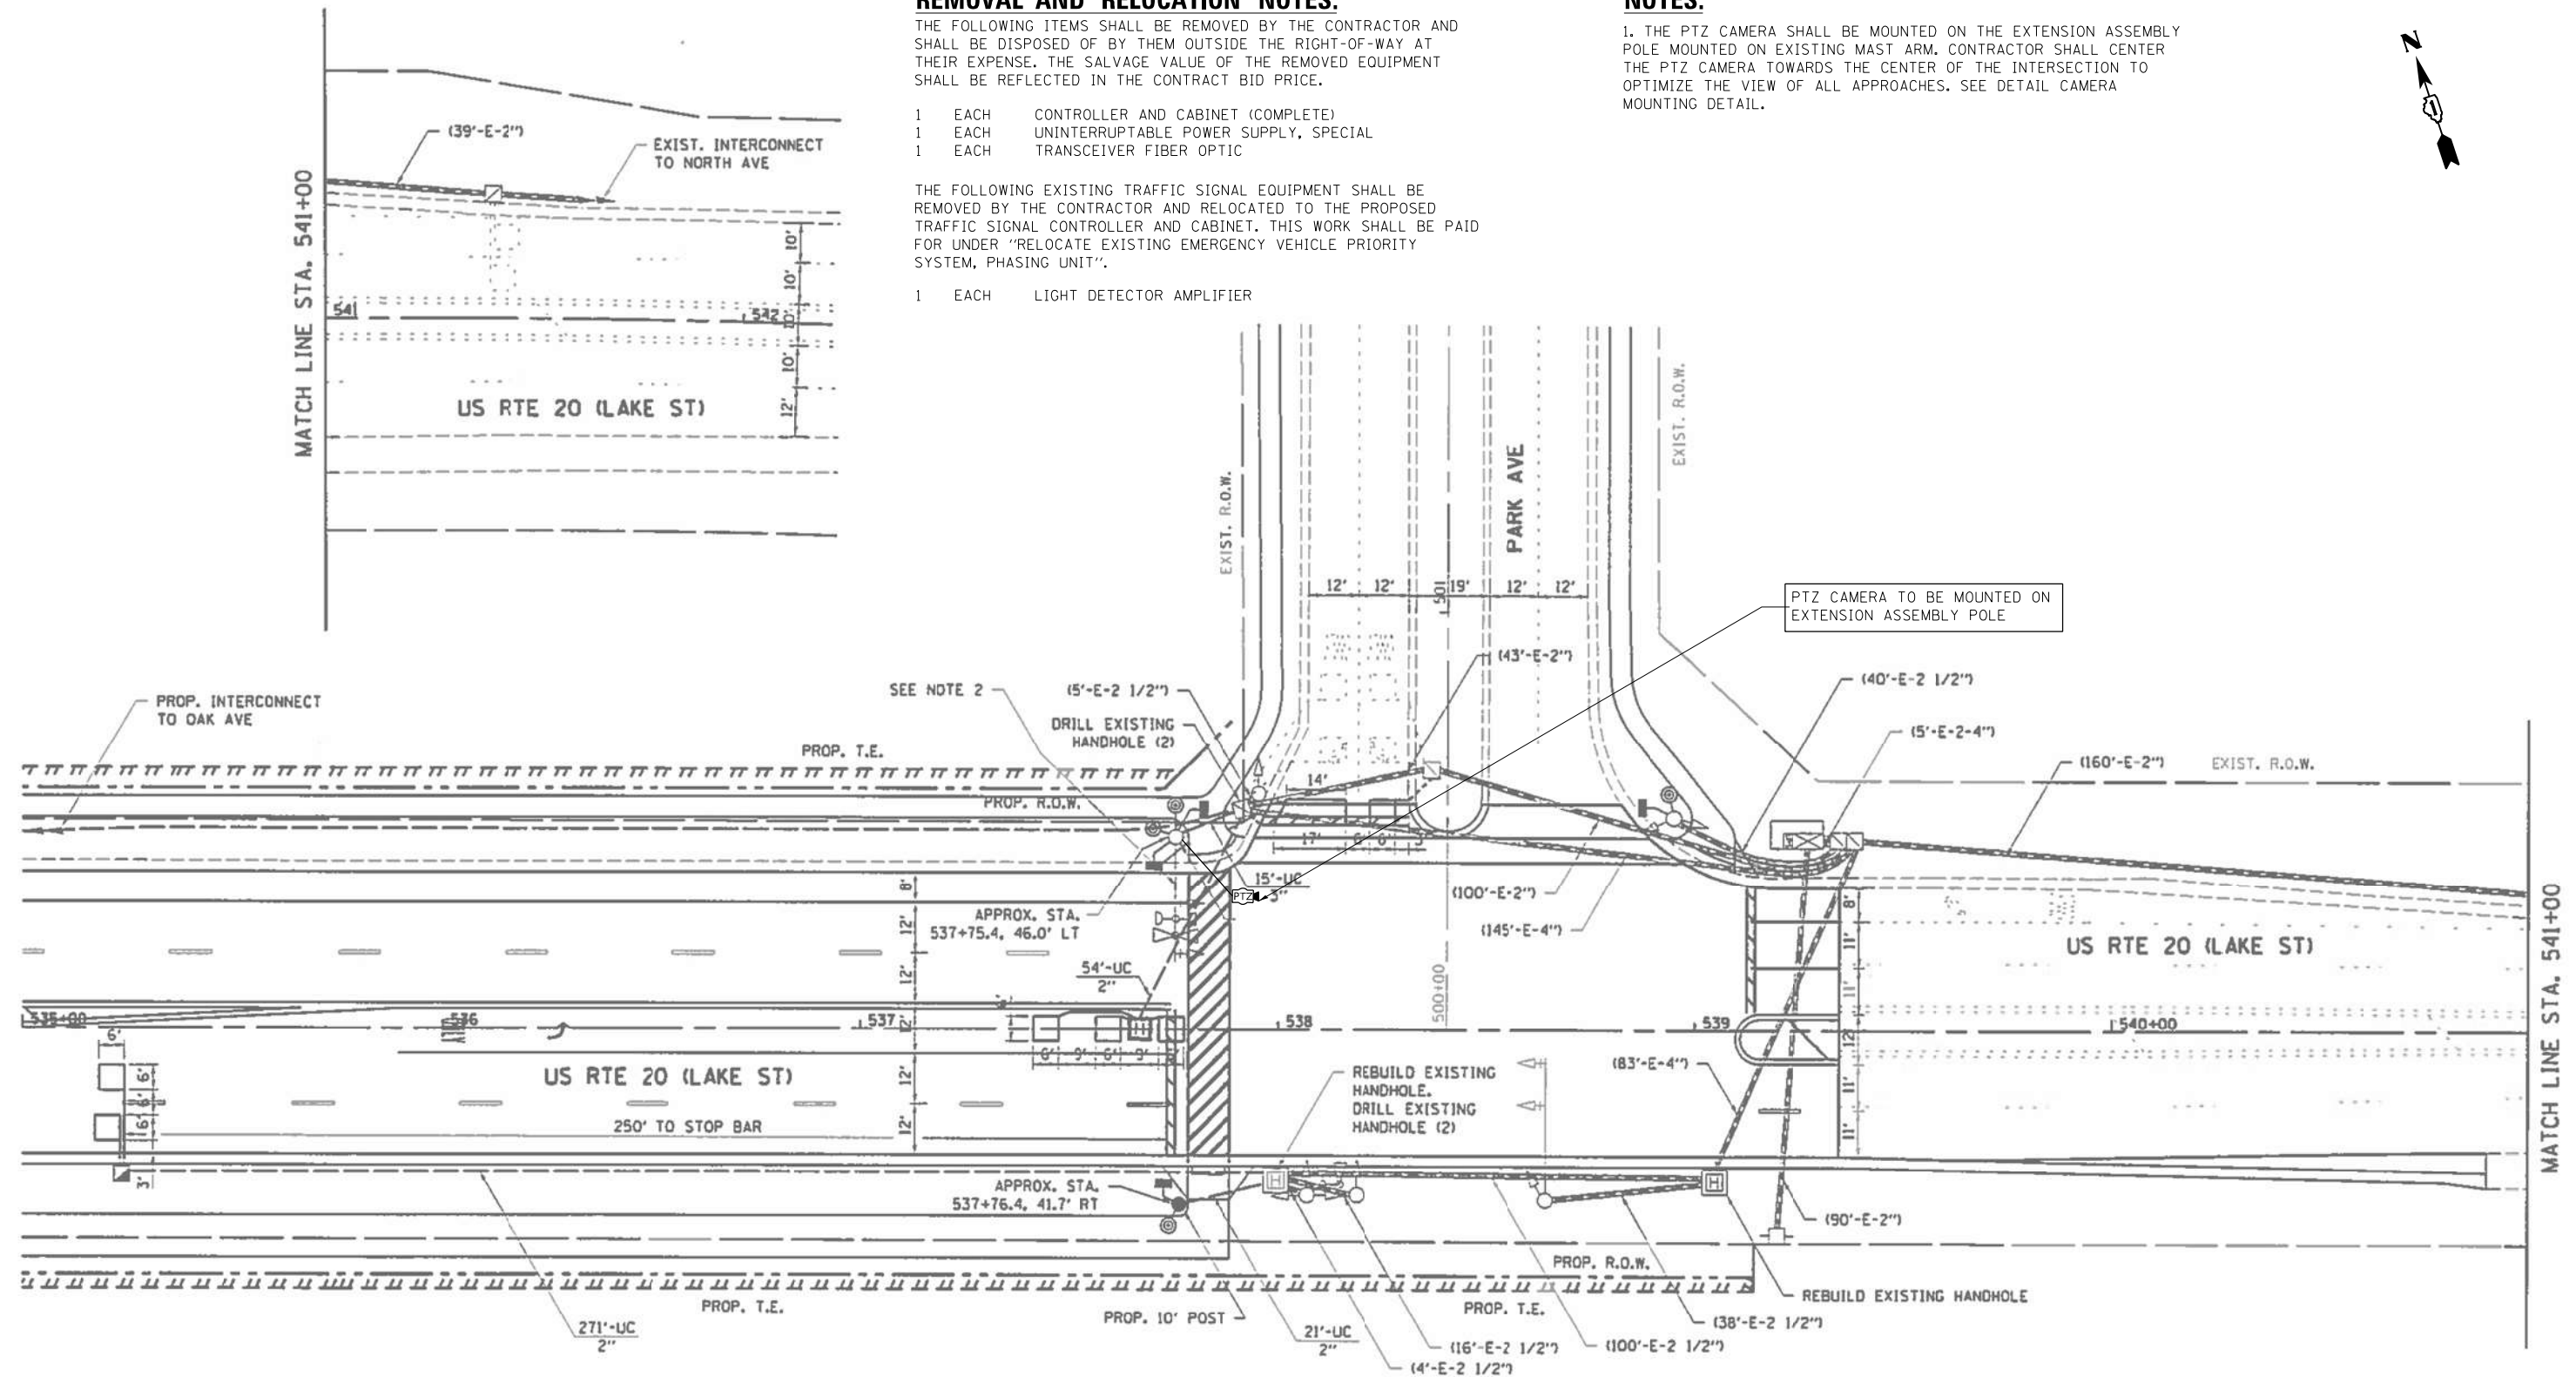 REMOVAL AND RELOCATION NOTES:
THE FOLLOWING ITEMS SHALL BE REMOVED BY THE CONTRACTOR AND
SHALL BE DISPOSED OF BY THEM OUTSIDE THE RIGHT-OF-WAY AT
THEIR EXPENSE. THE SALVAGE VALUE OF THE REMOVED EQUIPMENT
SHALL BE REFLECTED IN THE CONTRACT BID PRICE.
1 EACH CONTROLLER AND CABINET (COMPLETE)
1 EACH UNINTERRUPTABLE POWER SUPPLY, SPECIAL
1 EACH TRANSCEIVER FIBER OPTIC
THE FOLLOWING EXISTING TRAFFIC SIGNAL EQUIPMENT SHALL BE
REMOVED BY THE CONTRACTOR AND RELOCATED TO THE PROPOSED
TRAFFIC SIGNAL CONTROLLER AND CABINET. THIS WORK SHALL BE PAID
FOR UNDER "RELOCATE EXISTING EMERGENCY VEHICLE PRIORITY
SYSTEM, PHASING UNIT".
1 EACH LIGHT DETECTOR AMPLIFIER
NOTES:
1. THE PTZ CAMERA SHALL BE MOUNTED ON THE EXTENSION ASSEMBLY
POLE MOUNTED ON EXISTING MAST ARM. CONTRACTOR SHALL CENTER
THE PTZ CAMERA TOWARDS THE CENTER OF THE INTERSECTION TO
OPTIMIZE THE VIEW OF ALL APPROACHES. SEE DETAIL CAMERA
MOUNTING DETAIL.
N
MATCH LINE STA. 541+00
(39'-E-2")
EXIST. INTERCONNECT
TO NORTH AVE
541
542
10'
10'
10'
10'
12'
US RTE 20 (LAKE ST)
EXIST. R.O.W.
PARK AVE
EXIST. R.O.W.
12'
12'
501
19'
12'
12'
PTZ CAMERA TO BE MOUNTED ON
EXTENSION ASSEMBLY POLE
PROP. INTERCONNECT
TO OAK AVE
SEE NOTE 2
(5'-E-2 1/2")
DRILL EXISTING
HANDHOLE (2)
(43'-E-2")
(40'-E-2 1/2")
(5'-E-2-4")
(160'-E-2")
EXIST. R.O.W.
PROP. T.E.
PROP. R.O.W.
14'
17'
6'
15'-UC
3"
PTZ
(100'-E-2")
(145'-E-4")
APPROX. STA.
537+75.4, 46.0' LT
54'-UC
2"
8'
12'
12'
12'
12'
12'
500+00
8'
11'
11'
12'
11'
11'
US RTE 20 (LAKE ST)
MATCH LINE STA. 541+00
535+00
536
537
538
539
540+00
6'
6'
6'
6'
3'
6'
9'
6'
9'
US RTE 20 (LAKE ST)
250' TO STOP BAR
REBUILD EXISTING
HANDHOLE.
DRILL EXISTING
HANDHOLE (2)
(83'-E-4")
H
H
APPROX. STA.
537+76.4, 41.7' RT
(90'-E-2")
PROP. R.O.W.
PROP. T.E.
PROP. 10' POST
PROP. T.E.
REBUILD EXISTING HANDHOLE
271'-UC
2"
21'-UC
2"
(38'-E-2 1/2")
(16'-E-2 1/2")
(100'-E-2 1/2")
(4'-E-2 1/2")